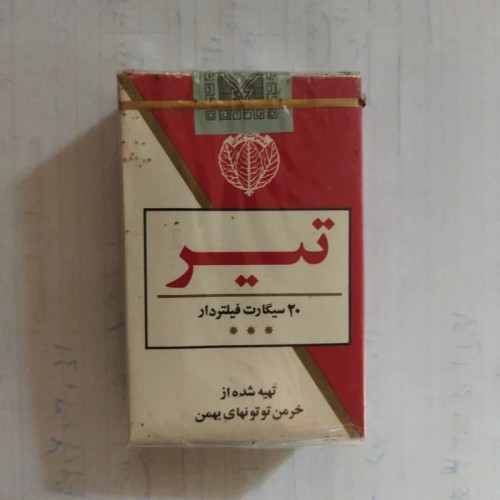 تیر
۲۰ سیگارت فیلتردار
تهیه شده از
خرمن توتونهای بهمن